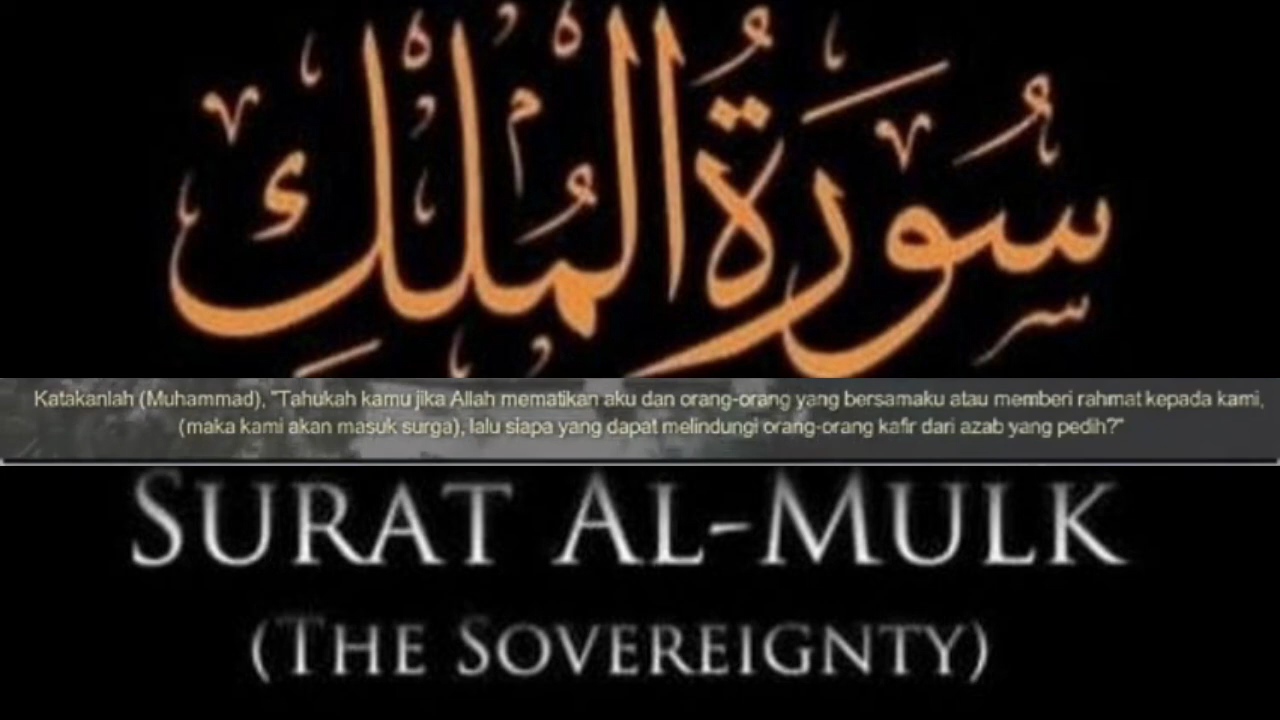 سُورَةُ المُلْكِ
Katakanlah (Muhammad), "Tahukah kamu jika Allah mematikan aku dan orang-orang yang bersamaku atau memberi rahmat kepada kami,
(maka kami akan masuk surga), lalu siapa yang dapat melindungi orang-orang kafir dari azab yang pedih?"
SURAT AL-MULK
(THE SOVEREIGNTY)